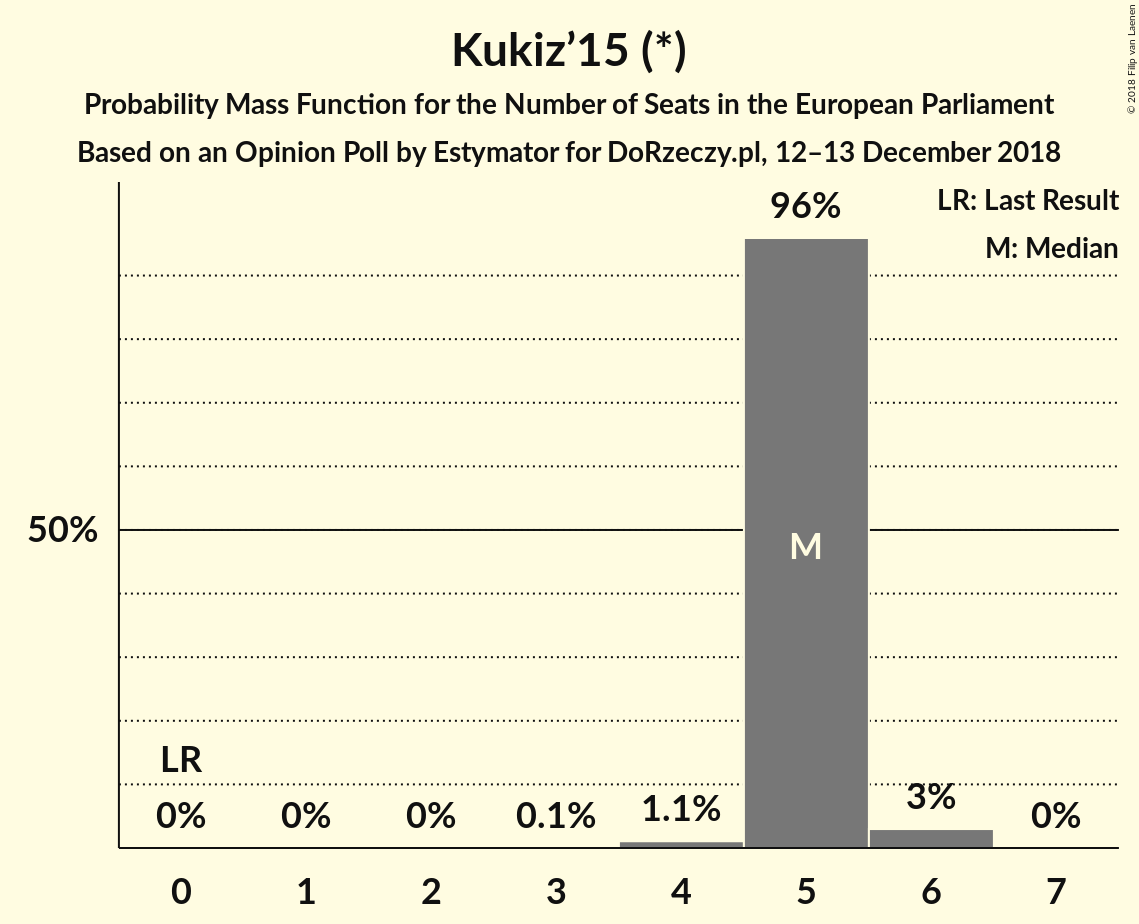 Kukiz’15 (*)
Probability Mass Function for the Number of Seats in the European Parliament
Based on an Opinion Poll by Estymator for DoRzeczy.pl, 12–13 December 2018
© 2018 Filip van Laenen
LR: Last Result
M: Median
96%
50%
M
LR
0% 0% 0% 0.1% 1.1% 3% 0%
0 1 2 3 4 5 6 7